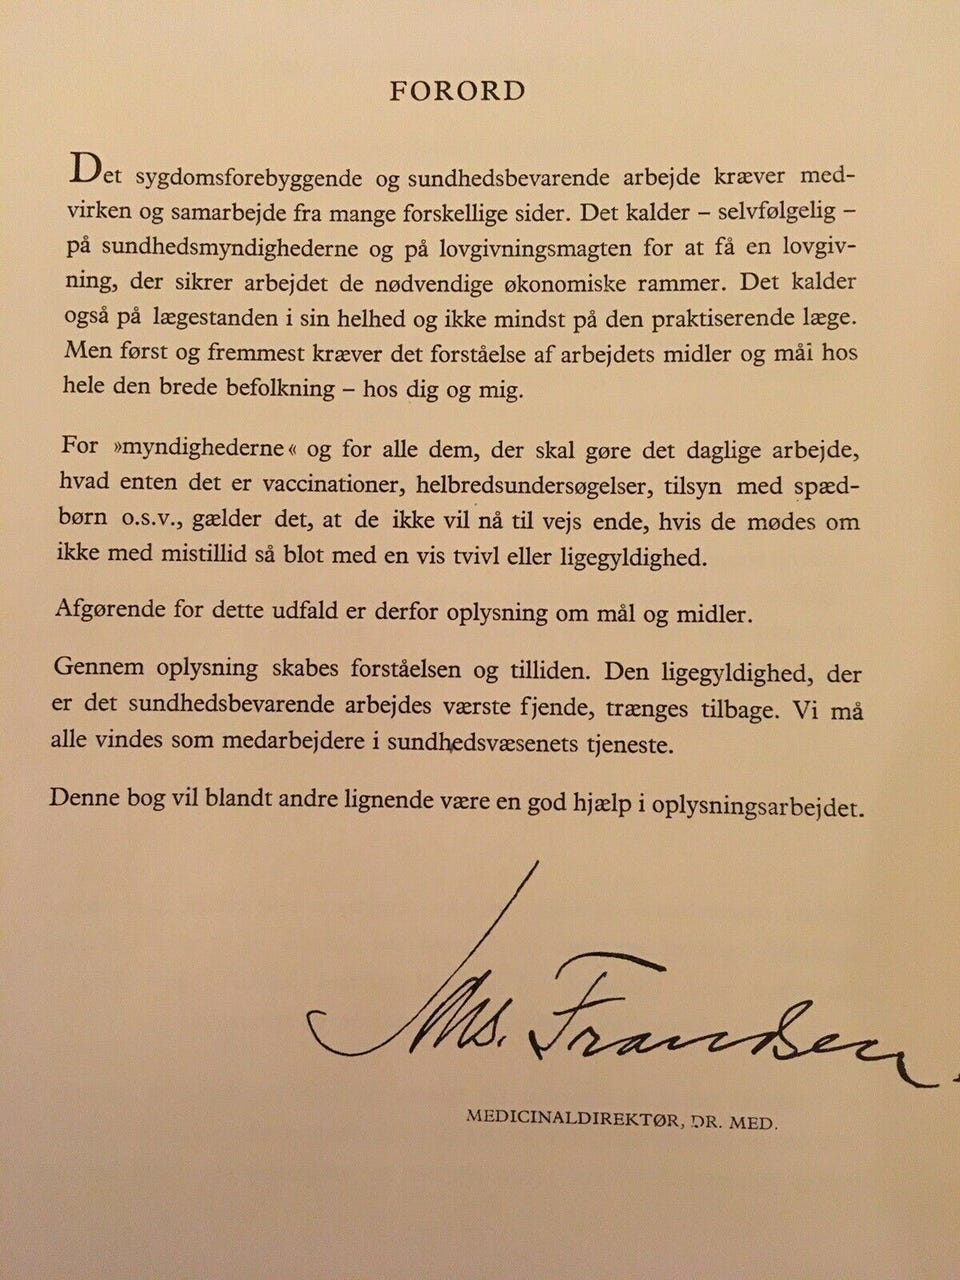 FORORD
Det sygdomsforebyggende og sundhedsbevarende arbejde kræver med-
virken og samarbejde fra mange forskellige sider. Det kalder – selvfølgelig –
på sundhedsmyndighederne og på lovgivningsmagten for at få en lovgiv-
ning, der sikrer arbejdet de nødvendige økonomiske rammer. Det kalder
også på lægestanden i sin helhed og ikke mindst på den praktiserende læge.
Men først og fremmest kræver det forståelse af arbejdets midler og mål hos
hele den brede befolkning – hos dig og mig.
For »myndighederne« og for alle dem, der skal gøre det daglige arbejde,
hvad enten det er vaccinationer, helbredsundersøgelser, tilsyn med spæd-
børn o.s.v., gælder det, at de ikke vil nå til vejs ende, hvis de mødes om
ikke med mistillid så blot med en vis tvivl eller ligegyldighed.
Afgørende for dette udfald er derfor oplysning om mål og midler.
Gennem oplysning skabes forståelsen og tilliden. Den ligegyldighed, der
er det sundhedsbevarende arbejdes værste fjende, trænges tilbage. Vi må
alle vindes som medarbejdere i sundhedsvæsenets tjeneste.
Denne bog vil blandt andre lignende være en god hjælp i oplysningsarbejdet.
Frandsen
MEDICINALDIREKTØR, DR. MED.